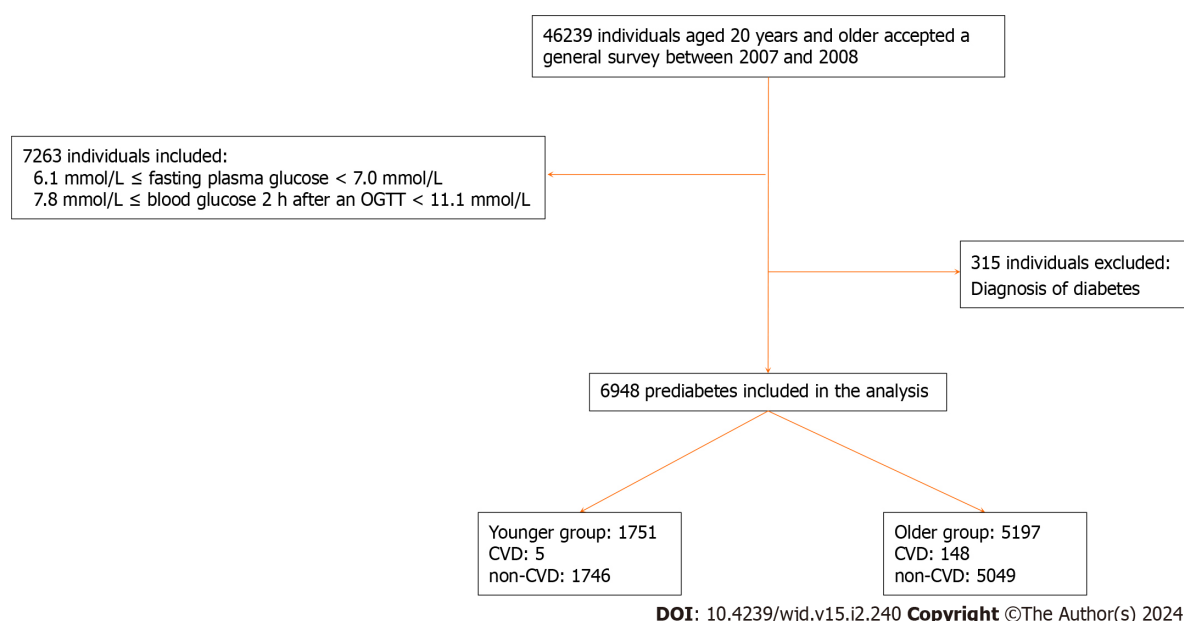 46239 individuals aged 20 years and older accepted a
general survey between 2007 and 2008
7263 individuals included:
6.1 mmol/L ≤ fasting plasma glucose < 7.0 mmol/L
7.8 mmol/L ≤ blood glucose 2 h after an OGTT < 11.1 mmol/L
315 individuals excluded:
Diagnosis of diabetes
6948 prediabetes included in the analysis
Younger group: 1751
CVD: 5
non-CVD: 1746
Older group: 5197
CVD: 148
non-CVD: 5049
DOI: 10.4239/wjd.v15.i2.240 Copyright ©The Author(s) 2024